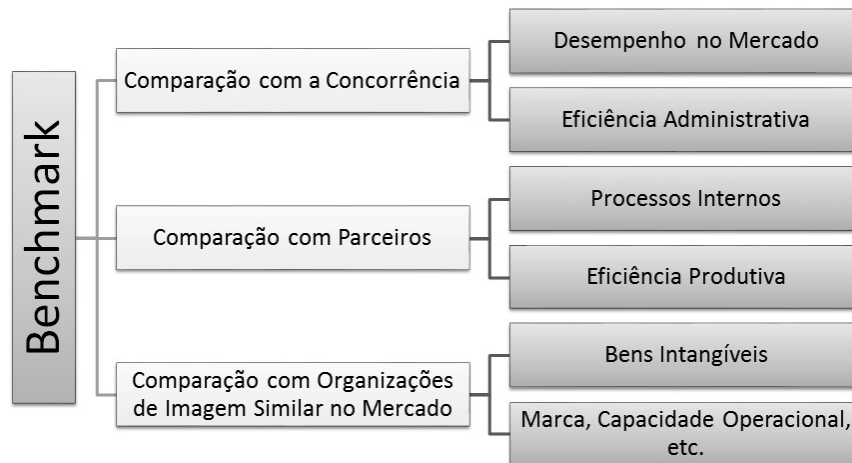 Benchmark
Comparação com a Concorrência
Desempenho no Mercado
Eficiência Administrativa
Comparação com Parceiros
Processos Internos
Eficiência Produtiva
Comparação com Organizações
de Imagem Similar no Mercado
Bens Intangíveis
Marca, Capacidade Operacional,
etc.